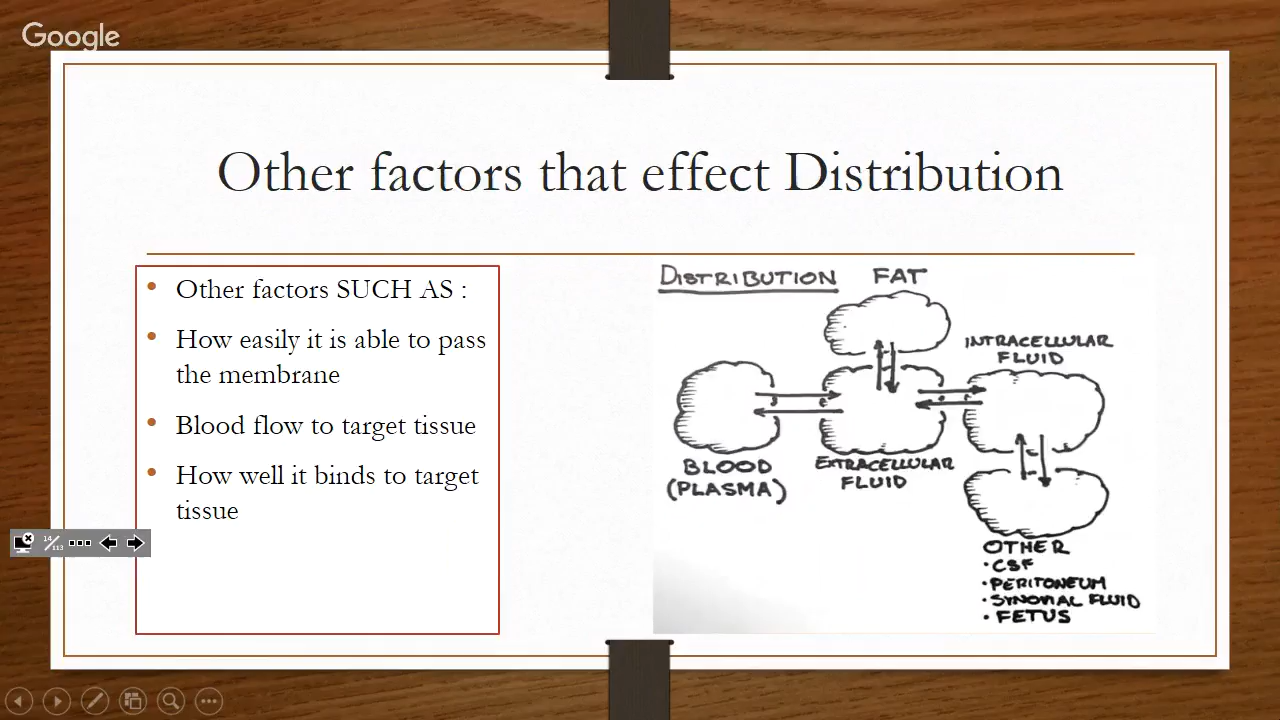 Google
Other factors that effect Distribution
• Other factors SUCH AS :
• How easily it is able to pass
the membrane
• Blood flow to target tissue
• How well it binds to target
tissue
14/113
DISTRIBUTION
FAT
INTRACELLULAR
FLUID
BLOOD
(PLASMA)
EXTRACELLULAR
FLUID
OTHER
• CSF
• PERITONEUM
• SYNOVIAL FLUID
• FETUS